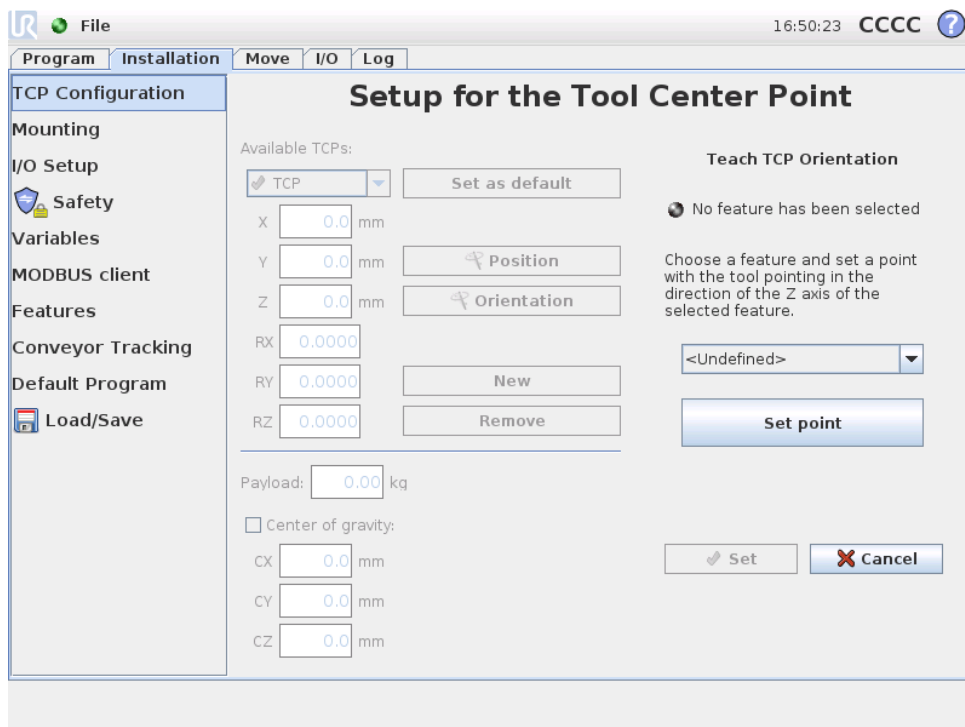 UR File 16:50:23 CCCC ?
Program Installation Move I/O Log
TCP Configuration
Mounting
I/O Setup
Safety
Variables
MODBUS client
Features
Conveyor Tracking
Default Program
Load/Save
Setup for the Tool Center Point
Available TCPs:
TCP Set as default
X 0.0 mm
Y 0.0 mm Position
Z 0.0 mm Orientation
RX 0.0000
RY 0.0000 New
RZ 0.0000 Remove
Payload: 0.00 kg
Center of gravity:
CX 0.0 mm
CY 0.0 mm
CZ 0.0 mm
Teach TCP Orientation
No feature has been selected
Choose a feature and set a point
with the tool pointing in the
direction of the Z axis of the
selected feature.
<Undefined>
Set point
Set Cancel